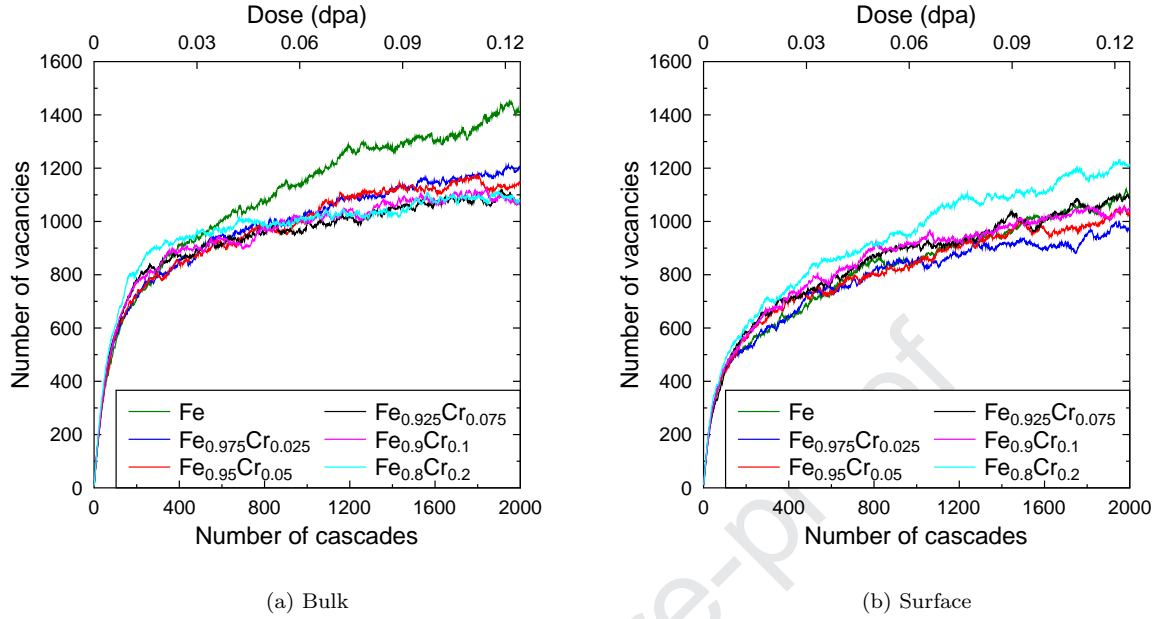 Dose (dpa)
0 0.03 0.06 0.09 0.12
1600
1400
1200
1000
800
600
400
200
0
Number of vacancies
Fe
Fe0.975Cr0.025
Fe0.95Cr0.05
Fe0.925Cr0.075
Fe0.9Cr0.1
Fe0.8Cr0.2
0 400 800 1200 1600 2000
Number of cascades
(a) Bulk
Dose (dpa)
0 0.03 0.06 0.09 0.12
1600
1400
1200
1000
800
600
400
200
0
Number of vacancies
Fe
Fe0.975Cr0.025
Fe0.95Cr0.05
Fe0.925Cr0.075
Fe0.9Cr0.1
Fe0.8Cr0.2
0 400 800 1200 1600 2000
Number of cascades
(b) Surface
re-proof